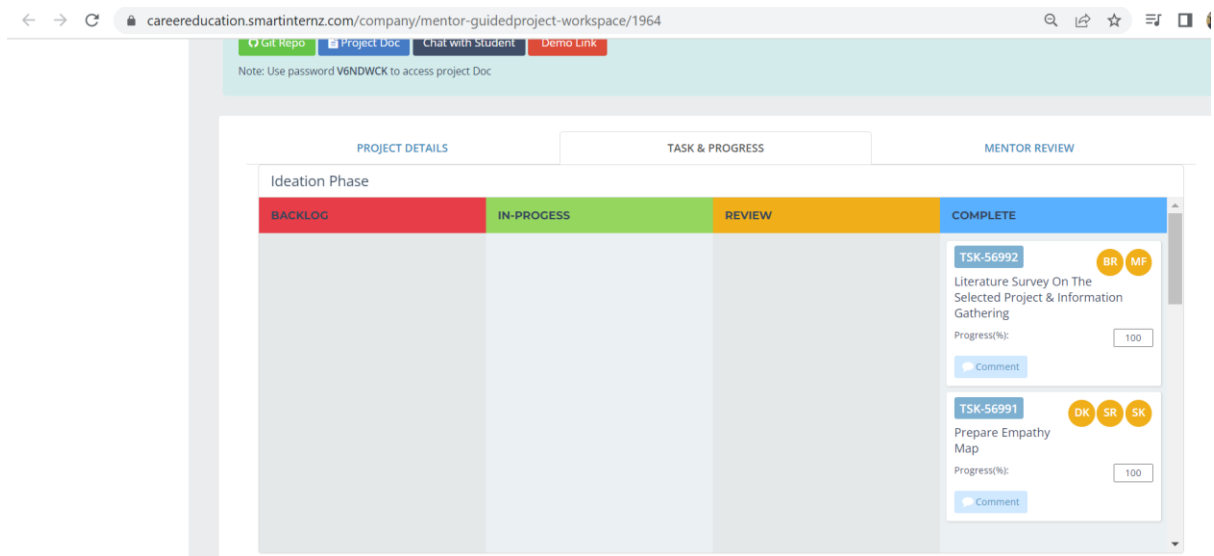 careereducation.smartinternz.com/company/mentor-guidedproject-workspace/1964
Git Repo Project Doc Chat with Student Demo Link
Note: Use password V6NDWCK to access project Doc
PROJECT DETAILS TASK & PROGRESS MENTOR REVIEW
Ideation Phase
BACKLOG IN-PROGESS REVIEW COMPLETE
TSK-56992 BR MF
Literature Survey On The
Selected Project & Information
Gathering
Progress(%): 100
Comment
TSK-56991 DK SR SK
Prepare Empathy
Map
Progress(%): 100
Comment